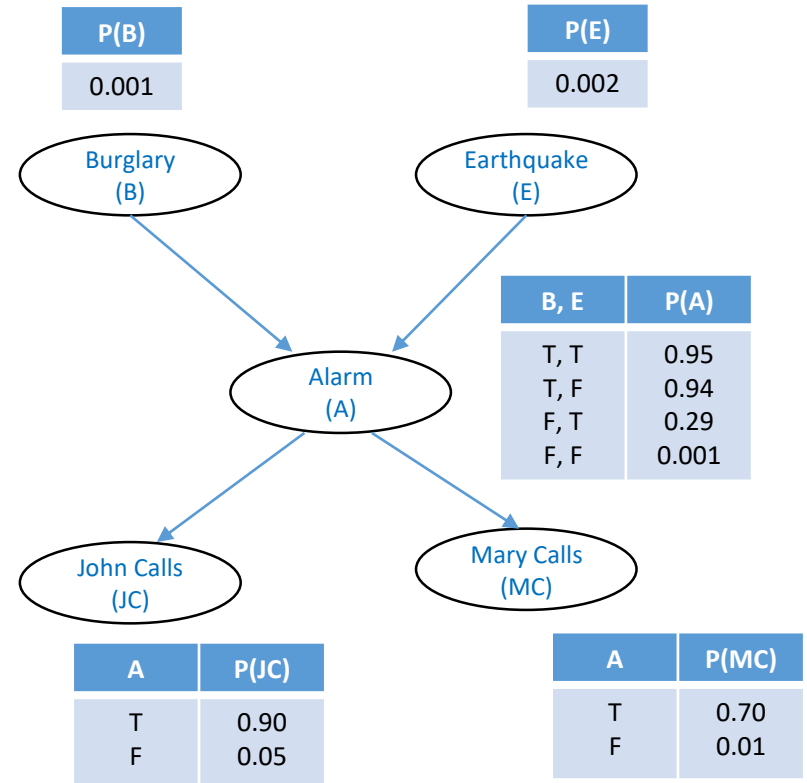 P(B)
0.001
P(E)
0.002
Burglary
(B)
Earthquake
(E)
B, E P(A)
T, T 0.95
T, F 0.94
F, T 0.29
F, F 0.001
Alarm
(A)
John Calls
(JC)
Mary Calls
(MC)
A P(JC)
T 0.90
F 0.05
A P(MC)
T 0.70
F 0.01